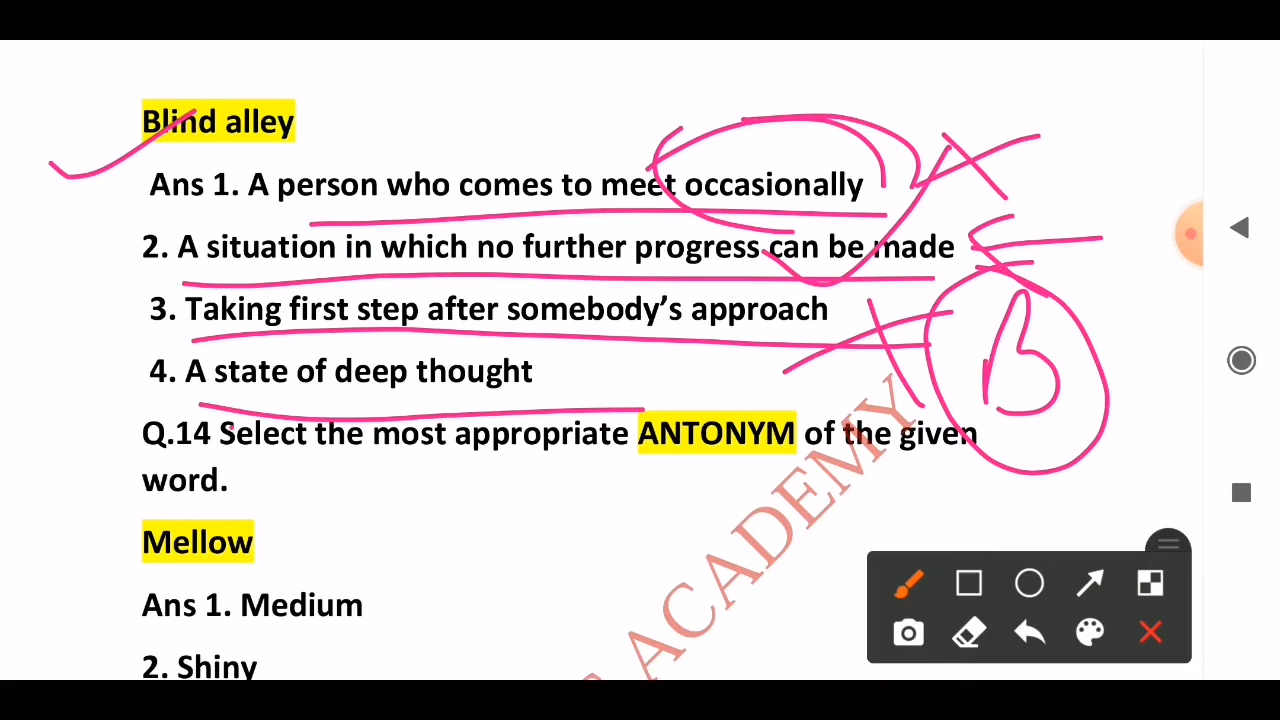 Blind alley
Ans 1. A person who comes to meet occasionally
2. A situation in which no further progress can be made
3. Taking first step after somebody’s approach
4. A state of deep thought
B
Q.14 Select the most appropriate ANTONYM of the given
word.
Mellow
Ans 1. Medium
2. Shiny
ACADEMY